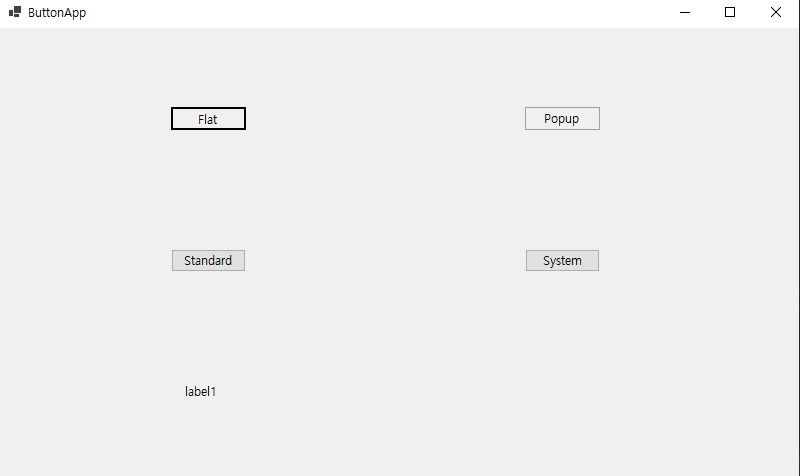 ButtonApp
Flat
Popup
Standard
System
label1